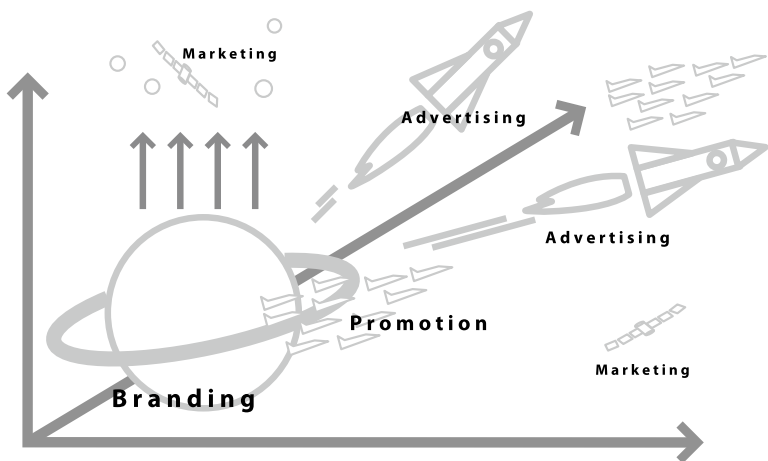 Marketing
Advertising
Advertising
Promotion
Marketing
Branding